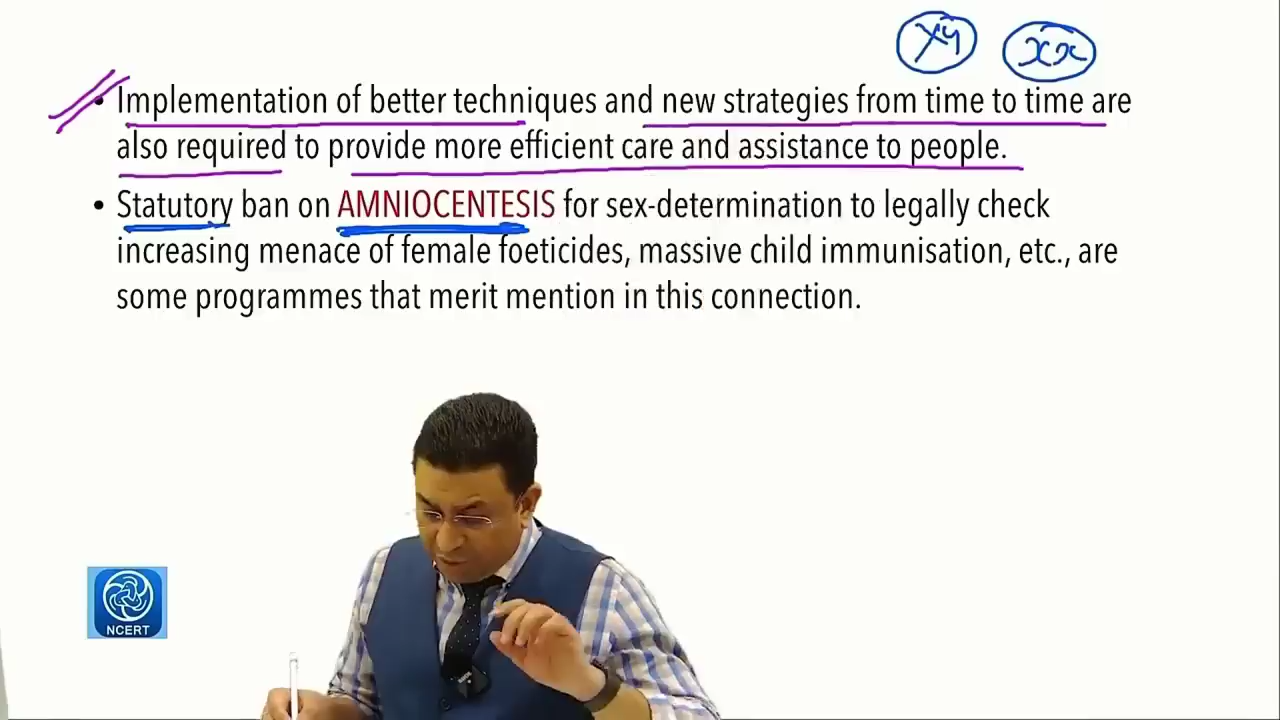 XY XX
• Implementation of better techniques and new strategies from time to time are
also required to provide more efficient care and assistance to people.
• Statutory ban on AMNIOCENTESIS for sex-determination to legally check
increasing menace of female foeticides, massive child immunisation, etc., are
some programmes that merit mention in this connection.
NCERT